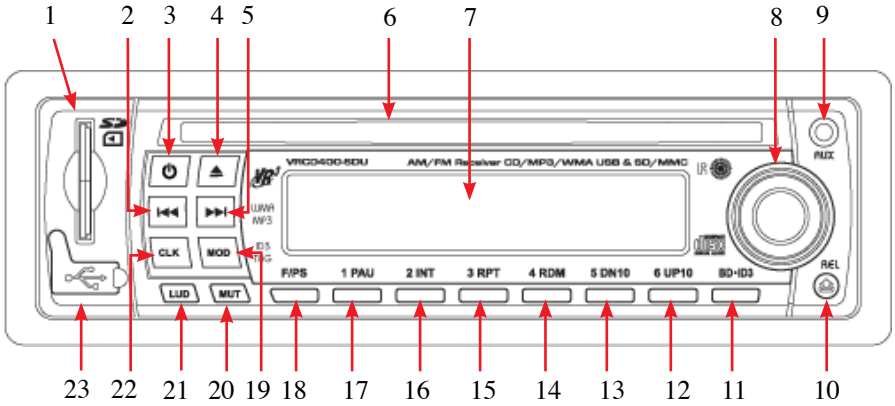 1 2 3 4 5 6 7 8 9
SD
AUX
VRCD400-SDU AM/FM Receiver CD/MP3/WMA USB & SD/MMC IR
VR3
WMA
MP3
CLK MOD
ID3
TAG
REL
F/PS 1 PAU 2 INT 3 RPT 4 RDM 5 DN10 6 UP10 BD•ID3
LUD MUT
23 22 21 20 19 18 17 16 15 14 13 12 11 10